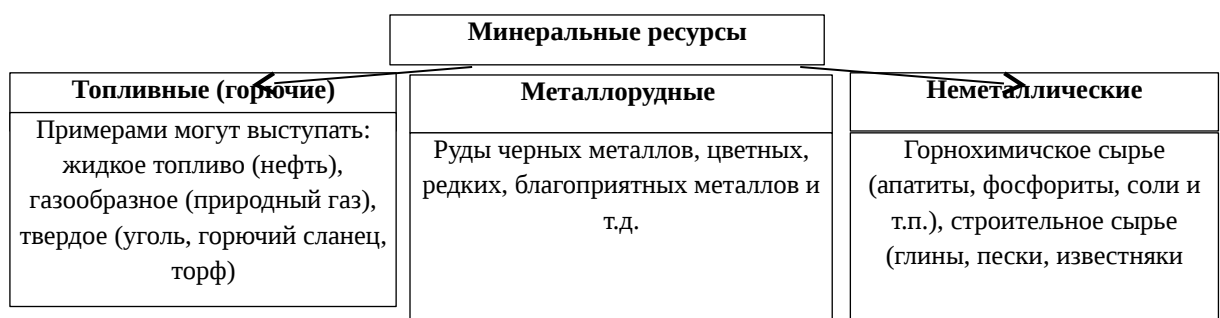 Минеральные ресурсы
Топливные (горючие)
Примерами могут выступать:
жидкое топливо (нефть),
газообразное (природный газ),
твердое (уголь, горючий сланец,
торф)
Металлорудные
Руды черных металлов, цветных,
редких, благоприятных металлов и
т.д.
Неметаллические
Горнохимичское сырье
(апатиты, фосфориты, соли и
т.п.), строительное сырье
(глины, пески, известняки